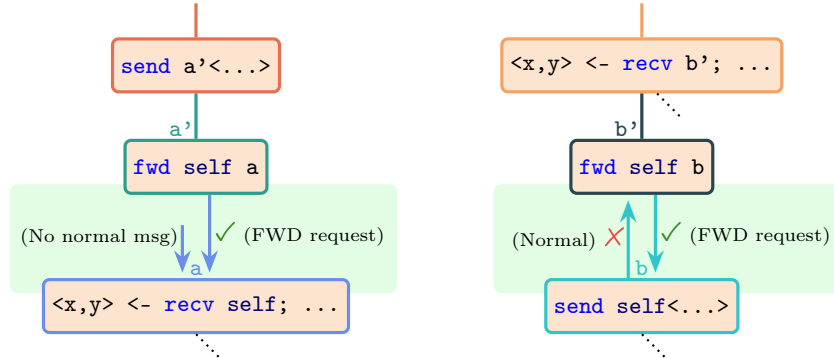 send a'<...>
a'
fwd self a
(No normal msg) ✓ (FWD request)
a
<x,y> <- recv self; ...
<x,y> <- recv b'; ...
b'
fwd self b
(Normal) ✗ ✓ (FWD request)
b
send self<...>